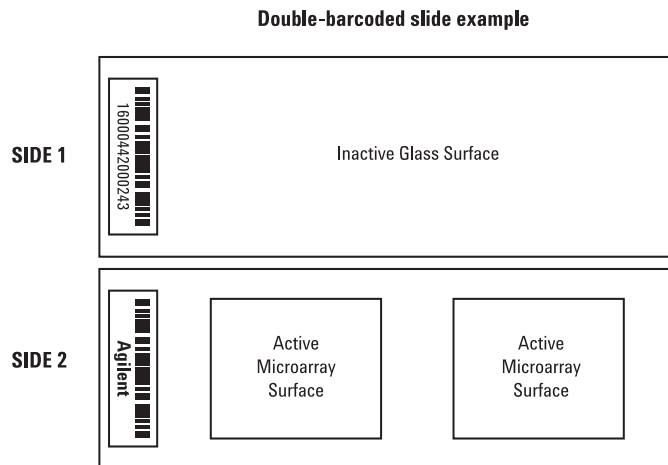 Double-barcoded slide example
SIDE 1
16000442000243
Inactive Glass Surface
SIDE 2
Agilent
Active
Microarray
Surface
Active
Microarray
Surface